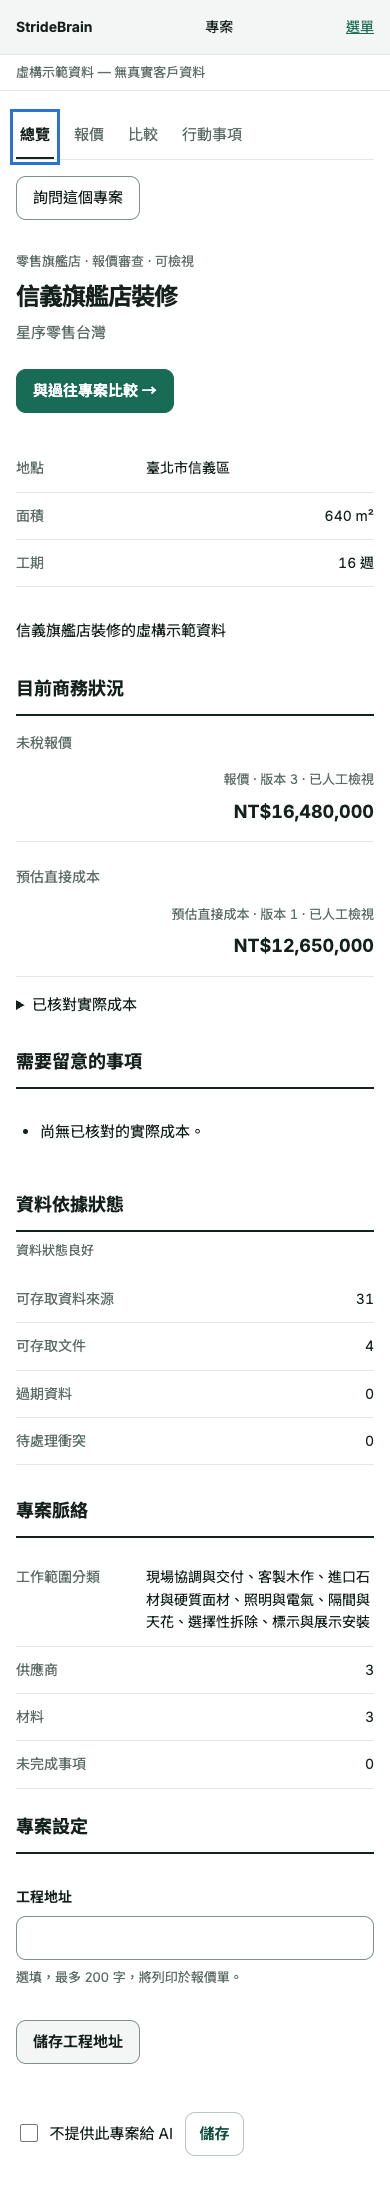 StrideBrain 專案 選單
虛構示範資料 — 無真實客戶資料
總覽 報價 比較 行動事項
詢問這個專案
零售旗艦店 · 報價審查 · 可檢視
信義旗艦店裝修
星序零售台灣
與過往專案比較 →
地點 臺北市信義區
面積 640 m²
工期 16 週
信義旗艦店裝修的虛構示範資料
目前商務狀況
未稅報價
報價 · 版本 3 · 已人工檢視
NT$16,480,000
預估直接成本
預估直接成本 · 版本 1 · 已人工檢視
NT$12,650,000
已核對實際成本
需要留意的事項
尚無已核對的實際成本。
資料依據狀態
資料狀態良好
可存取資料來源 31
可存取文件 4
過期資料 0
待處理衝突 0
專案脈絡
工作範圍分類 現場協調與交付、客製木作、進口石
材與硬質面材、照明與電氣、隔間與
天花、選擇性拆除、標示與展示安裝
供應商 3
材料 3
未完成事項 0
專案設定
工程地址
選填，最多 200 字，將列印於報價單。
儲存工程地址
不提供此專案給 AI 儲存